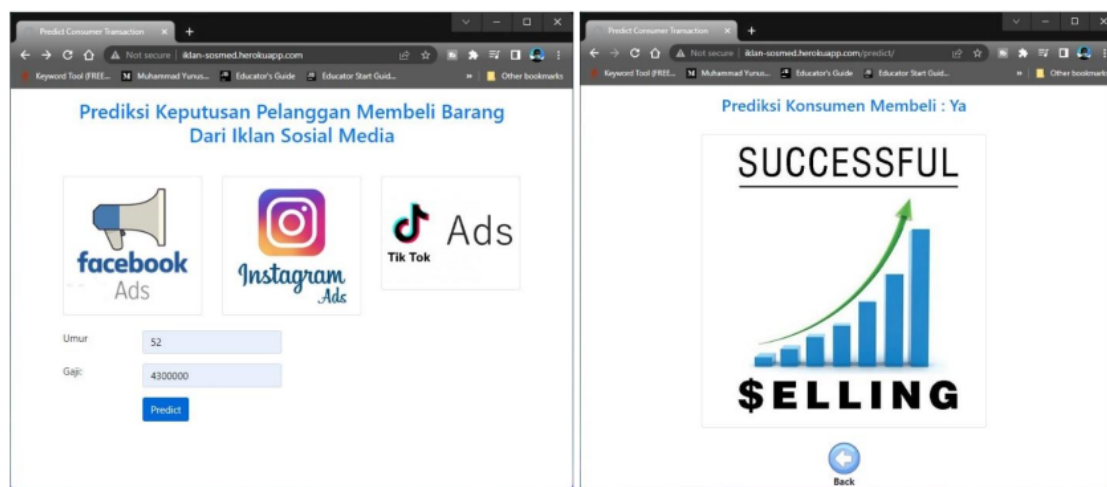 Predict Consumer Transaction
Not secure | iklan-sosmed.herokuapp.com
Keyword Tool (FREE... Muhammad Yunus... Educator's Guide Educator Start Guid... » Other bookmarks
Prediksi Keputusan Pelanggan Membeli Barang
Dari Iklan Sosial Media
facebook
Ads
Instagram
Ads
Tik Tok
Ads
Umur 52
Gaji: 4300000
Predict
Predict Consumer Transaction
Not secure | iklan-sosmed.herokuapp.com/predict/
Keyword Tool (FREE... Muhammad Yunus... Educator's Guide Educator Start Guid... » Other bookmarks
Prediksi Konsumen Membeli : Ya
SUCCESSFUL
$ELLING
Back